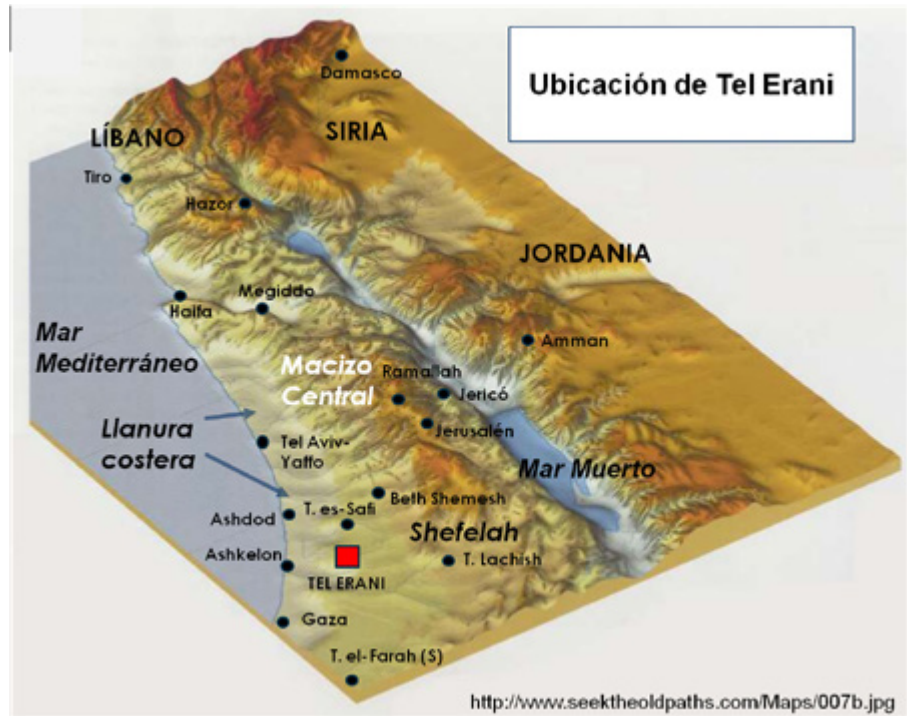 Ubicación de Tel Erani
Damasco
LÍBANO
SIRIA
Tiro
Hazor
JORDANIA
Megiddo
Haifa
Amman
Mar
Mediterráneo
Macizo
Central
Ramallah
Jericó
Jerusalén
Llanura
costera
Tel Aviv-
Yaffo
Mar Muerto
Beth Shemesh
T. es-Safi
Ashdod
Shefelah
Ashkelon
T. Lachish
TEL ERANI
Gaza
T. el-Farah (S)
http://www.seektheoldpaths.com/Maps/007b.jpg